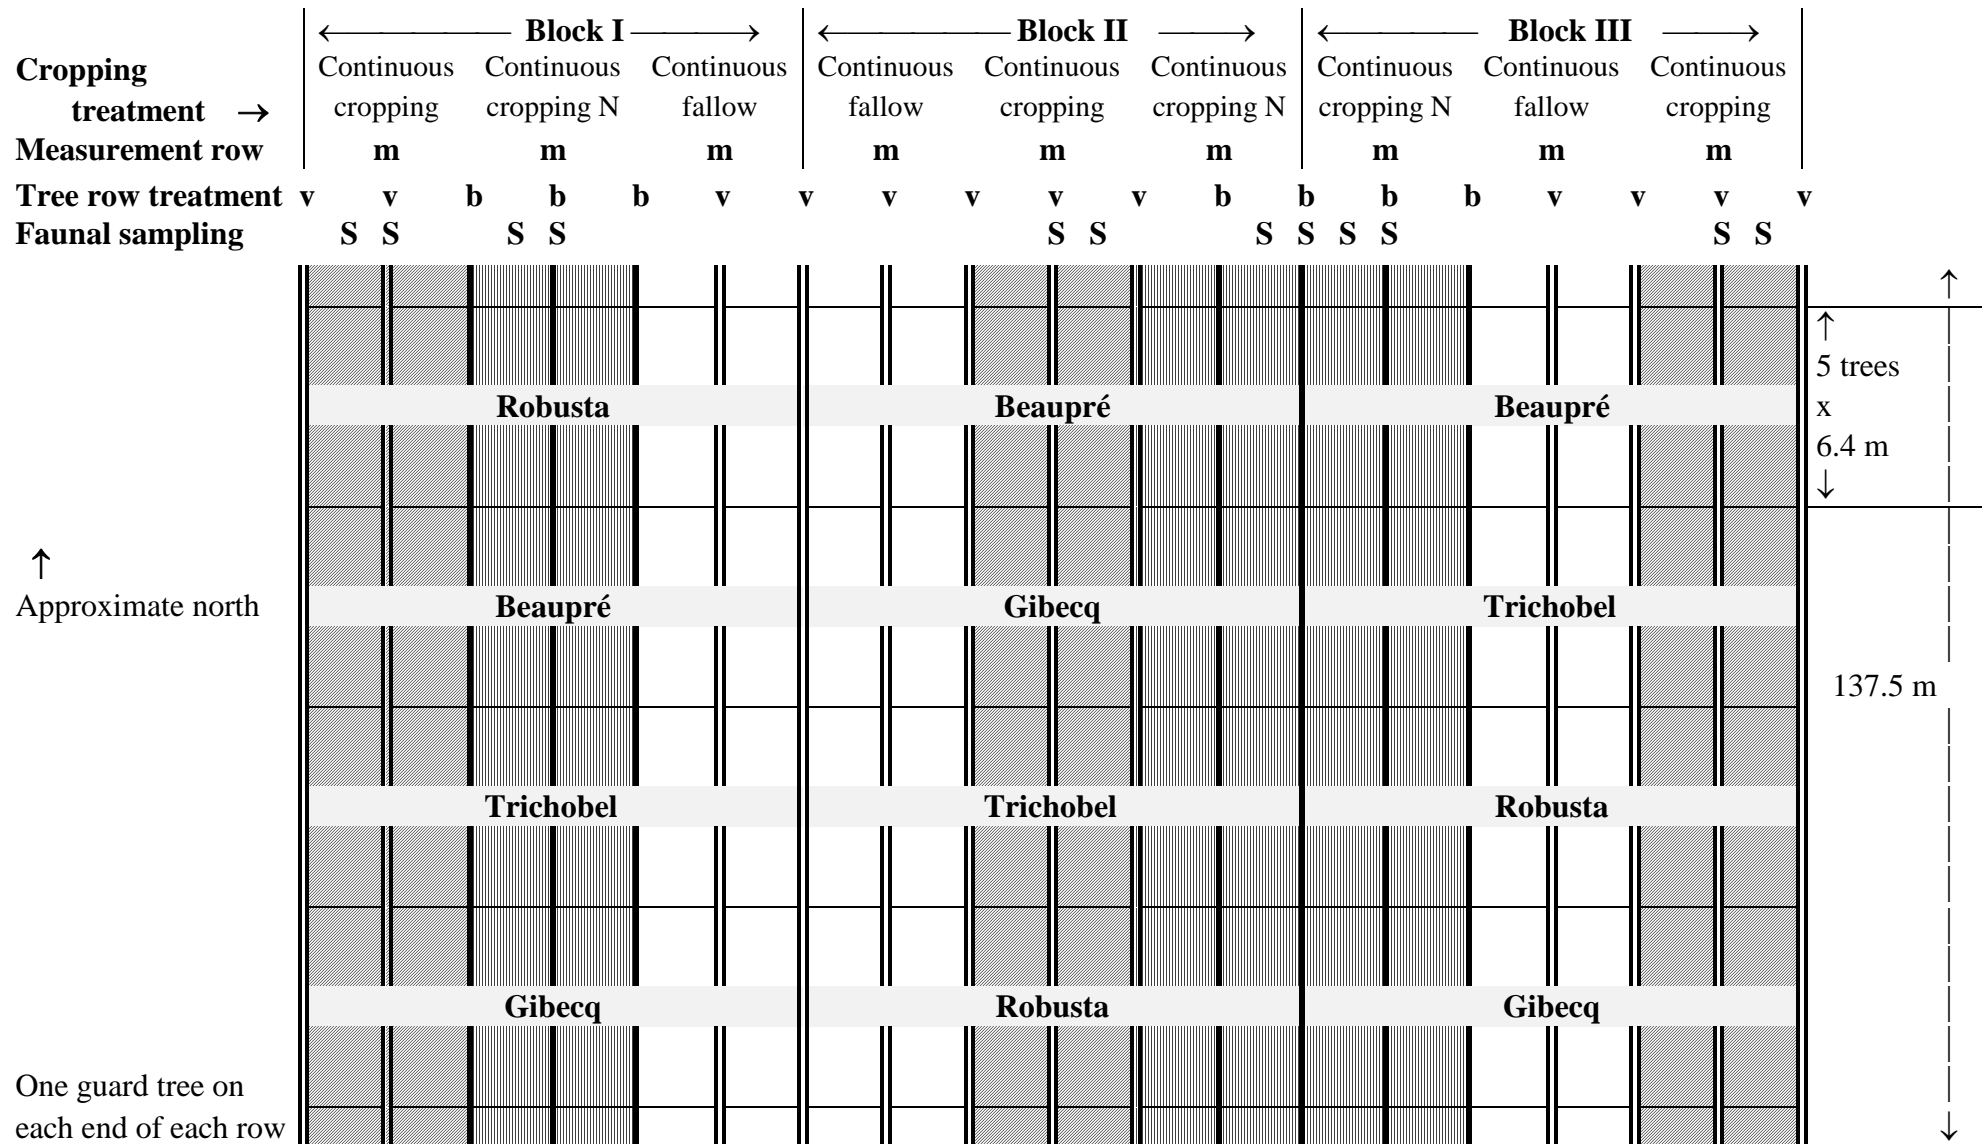 ← Block I → ← Block II → ← Block III →
Cropping Continuous Continuous Continuous Continuous Continuous Continuous Continuous Continuous Continuous
treatment → cropping cropping N fallow fallow cropping cropping N cropping N fallow cropping
Measurement row m m m m m m m m m
Tree row treatment v v b b b v v v v v v b b b b v v v v
Faunal sampling S S S S S S S S S S S S
↑
5 trees
Robusta Beaupré Beaupré x
6.4 m
↓
↑
Approximate north Beaupré Gibecq Trichobel
137.5 m
Trichobel Trichobel Robusta
Gibecq Robusta Gibecq
One guard tree on
each end of each row